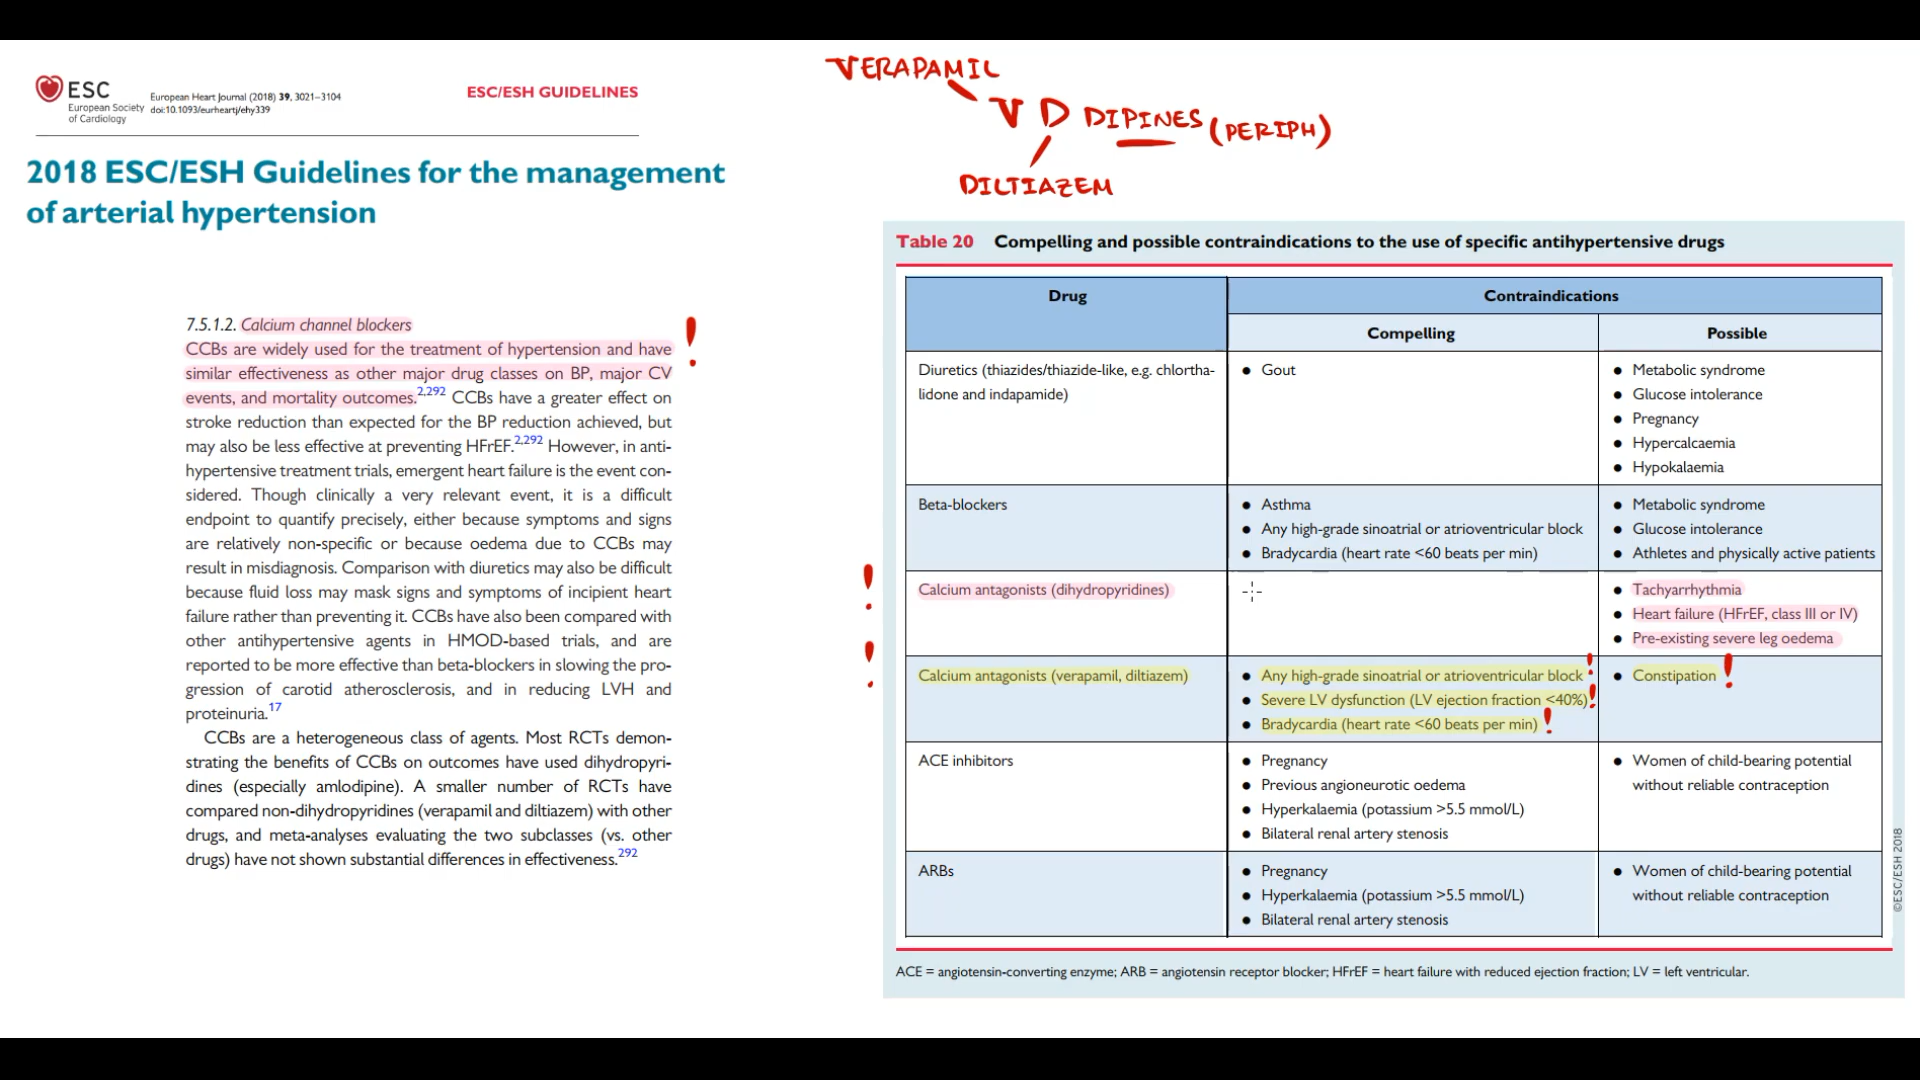 VERAPAMIL
V D DIPINES (PERIPH)
DILTIAZEM
ESC
European Society
of Cardiology
European Heart Journal (2018) 39, 3021–3104
doi:10.1093/eurheartj/ehy339
ESC/ESH GUIDELINES
2018 ESC/ESH Guidelines for the management
of arterial hypertension
7.5.1.2. Calcium channel blockers
CCBs are widely used for the treatment of hypertension and have
similar effectiveness as other major drug classes on BP, major CV
events, and mortality outcomes.2,292 CCBs have a greater effect on
stroke reduction than expected for the BP reduction achieved, but
may also be less effective at preventing HFrEF.2,292 However, in anti-
hypertensive treatment trials, emergent heart failure is the event con-
sidered. Though clinically a very relevant event, it is a difficult
endpoint to quantify precisely, either because symptoms and signs
are relatively non-specific or because oedema due to CCBs may
result in misdiagnosis. Comparison with diuretics may also be difficult
because fluid loss may mask signs and symptoms of incipient heart
failure rather than preventing it. CCBs have also been compared with
other antihypertensive agents in HMOD-based trials, and are
reported to be more effective than beta-blockers in slowing the pro-
gression of carotid atherosclerosis, and in reducing LVH and
proteinuria.17
CCBs are a heterogeneous class of agents. Most RCTs demon-
strating the benefits of CCBs on outcomes have used dihydropyri-
dines (especially amlodipine). A smaller number of RCTs have
compared non-dihydropyridines (verapamil and diltiazem) with other
drugs, and meta-analyses evaluating the two subclasses (vs. other
drugs) have not shown substantial differences in effectiveness.292
!
Table 20 Compelling and possible contraindications to the use of specific antihypertensive drugs
Drug
Contraindications
Compelling
Possible
Diuretics (thiazides/thiazide-like, e.g. chlortha-
lidone and indapamide)
● Gout
● Metabolic syndrome
● Glucose intolerance
● Pregnancy
● Hypercalcaemia
● Hypokalaemia
Beta-blockers
● Asthma
● Any high-grade sinoatrial or atrioventricular block
● Bradycardia (heart rate <60 beats per min)
● Metabolic syndrome
● Glucose intolerance
● Athletes and physically active patients
! Calcium antagonists (dihydropyridines)
● Tachyarrhythmia
● Heart failure (HFrEF, class III or IV)
● Pre-existing severe leg oedema
! Calcium antagonists (verapamil, diltiazem)
● Any high-grade sinoatrial or atrioventricular block !
● Severe LV dysfunction (LV ejection fraction <40%) !
● Bradycardia (heart rate <60 beats per min) !
● Constipation !
ACE inhibitors
● Pregnancy
● Previous angioneurotic oedema
● Hyperkalaemia (potassium >5.5 mmol/L)
● Bilateral renal artery stenosis
● Women of child-bearing potential
without reliable contraception
ARBs
● Pregnancy
● Hyperkalaemia (potassium >5.5 mmol/L)
● Bilateral renal artery stenosis
● Women of child-bearing potential
without reliable contraception
©ESC/ESH 2018
ACE = angiotensin-converting enzyme; ARB = angiotensin receptor blocker; HFrEF = heart failure with reduced ejection fraction; LV = left ventricular.